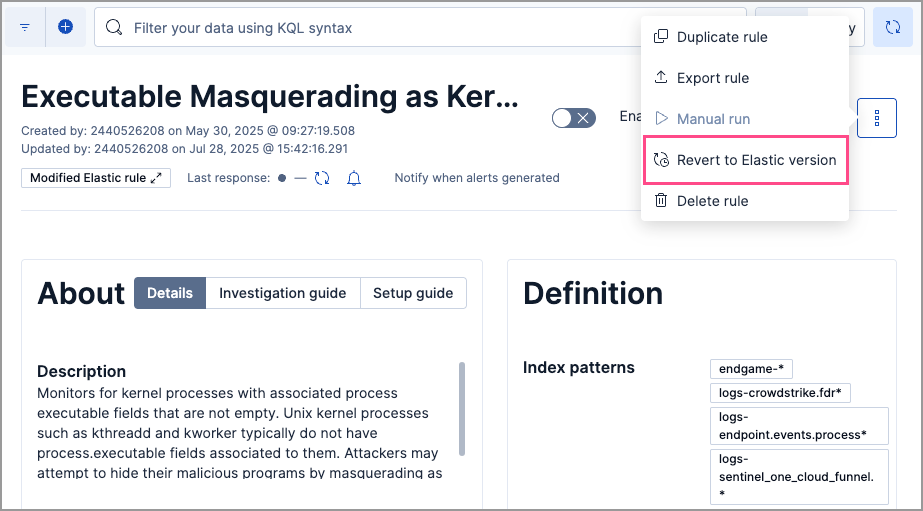 Filter your data using KQL syntax
Duplicate rule
Export rule
Manual run
Revert to Elastic version
Delete rule
Executable Masquerading as Ker...
Created by: 2440526208 on May 30, 2025 @ 09:27:19.508
Updated by: 2440526208 on Jul 28, 2025 @ 15:42:16.291
Modified Elastic rule
Last response:
Notify when alerts generated
About
Details
Investigation guide
Setup guide
Description
Monitors for kernel processes with associated process
executable fields that are not empty. Unix kernel processes
such as kthreadd and kworker typically do not have
process.executable fields associated to them. Attackers may
attempt to hide their malicious programs by masquerading as
Definition
Index patterns
endgame-*
logs-crowdstrike.fdr*
logs-
endpoint.events.process*
logs-
sentinel_one_cloud_funnel.
*